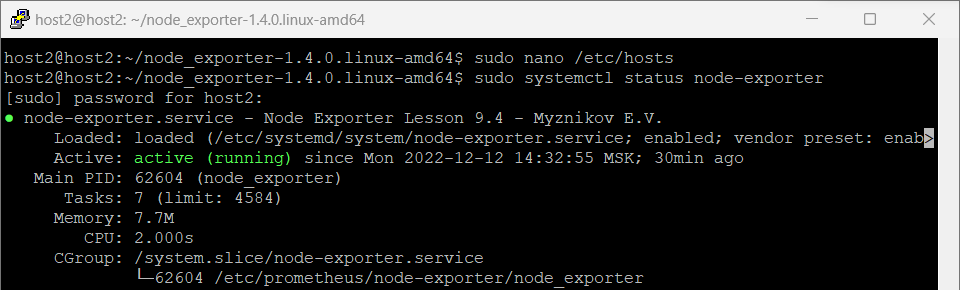 host2@host2: ~/node_exporter-1.4.0.linux-amd64
host2@host2:~/node_exporter-1.4.0.linux-amd64$ sudo nano /etc/hosts
host2@host2:~/node_exporter-1.4.0.linux-amd64$ sudo systemctl status node-exporter
[sudo] password for host2:
● node-exporter.service - Node Exporter Lesson 9.4 - Myznikov E.V.
Loaded: loaded (/etc/systemd/system/node-exporter.service; enabled; vendor preset: enab>
Active: active (running) since Mon 2022-12-12 14:32:55 MSK; 30min ago
Main PID: 62604 (node_exporter)
Tasks: 7 (limit: 4584)
Memory: 7.7M
CPU: 2.000s
CGroup: /system.slice/node-exporter.service
└─62604 /etc/prometheus/node-exporter/node_exporter